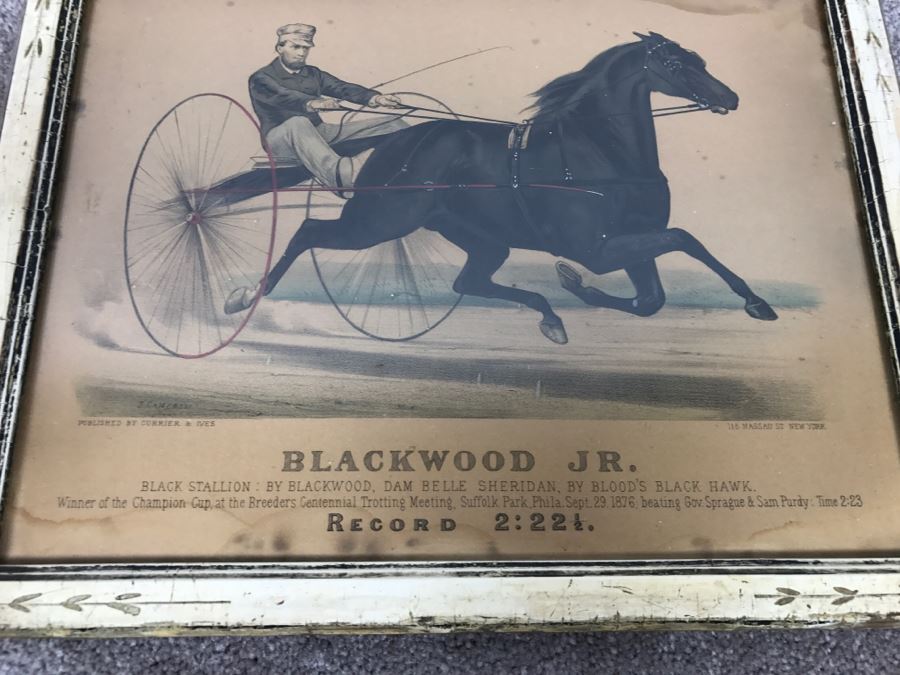 J. CAMERON
PUBLISHED BY CURRIER & IVES 115 NASSAU ST NEW YORK
BLACKWOOD JR.
BLACK STALLION: BY BLACKWOOD, DAM BELLE SHERIDAN, BY BLOOD'S BLACK HAWK.
Winner of the Champion Cup, at the Breeders Centennial Trotting Meeting, Suffolk Park, Phila. Sept. 29, 1876; beating Gov. Sprague & Sam Purdy: Time 2:23
RECORD 2:22½.